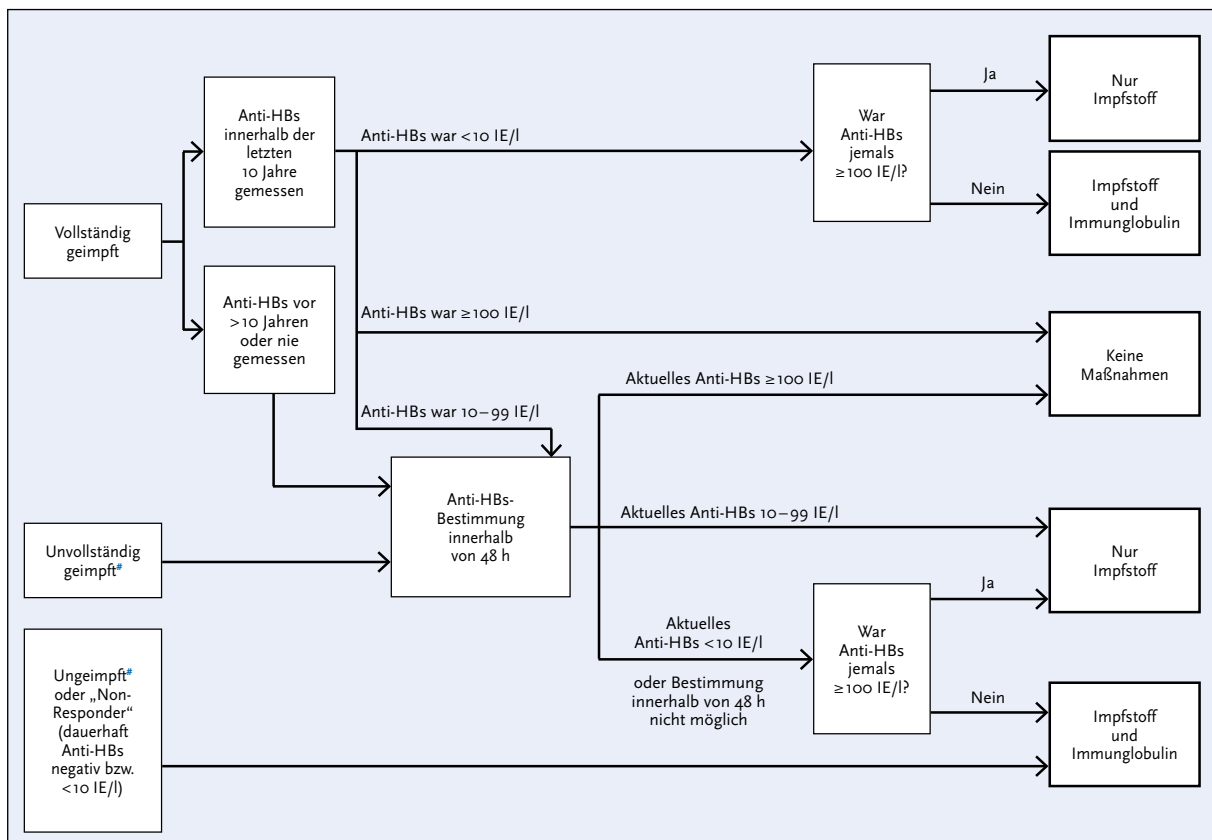 Vollständig
geimpft
Anti-HBs
innerhalb der
letzten
10 Jahre
gemessen
Anti-HBs vor
>10 Jahren
oder nie
gemessen
Anti-HBs war <10 IE/l
War
Anti-HBs
jemals
≥100 IE/l?
Ja
Nur
Impfstoff
Nein
Impfstoff
und
Immunglobulin
Anti-HBs war ≥100 IE/l
Keine
Maßnahmen
Aktuelles Anti-HBs ≥100 IE/l
Anti-HBs war 10–99 IE/l
Unvollständig
geimpft#
Anti-HBs-
Bestimmung
innerhalb
von 48 h
Aktuelles Anti-HBs 10–99 IE/l
Nur
Impfstoff
Aktuelles
Anti-HBs <10 IE/l
oder Bestimmung
innerhalb von 48 h
nicht möglich
War
Anti-HBs
jemals
≥100 IE/l?
Ja
Nein
Impfstoff
und
Immunglobulin
Ungeimpft#
oder „Non-
Responder“
(dauerhaft
Anti-HBs
negativ bzw.
<10 IE/l)